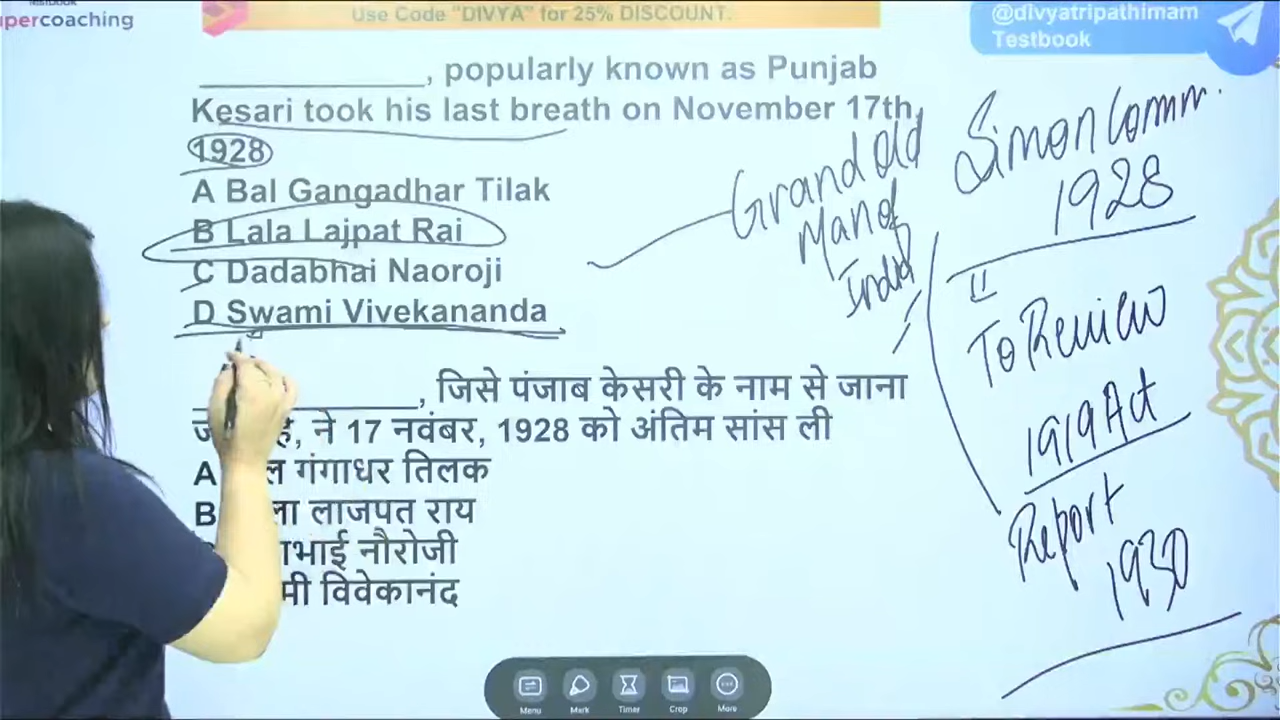 Testbook
percoaching
Use Code "DIVYA" for 25% DISCOUNT.
@divyatripathimam
Testbook
____________, popularly known as Punjab
Kesari took his last breath on November 17th,
1928
A Bal Gangadhar Tilak
B Lala Lajpat Rai
C Dadabhai Naoroji
D Swami Vivekananda
____________, जिसे पंजाब केसरी के नाम से जाना
है, ने 17 नवंबर, 1928 को अंतिम सांस ली
A ल गंगाधर तिलक
B ला लाजपत राय
ाभाई नौरोजी
मी विवेकानंद
Grand Old
Man of
India
Simon Comm.
1928
To Review
1919 Act
Report
1930
Menu
Mark
Timer
Crop
More